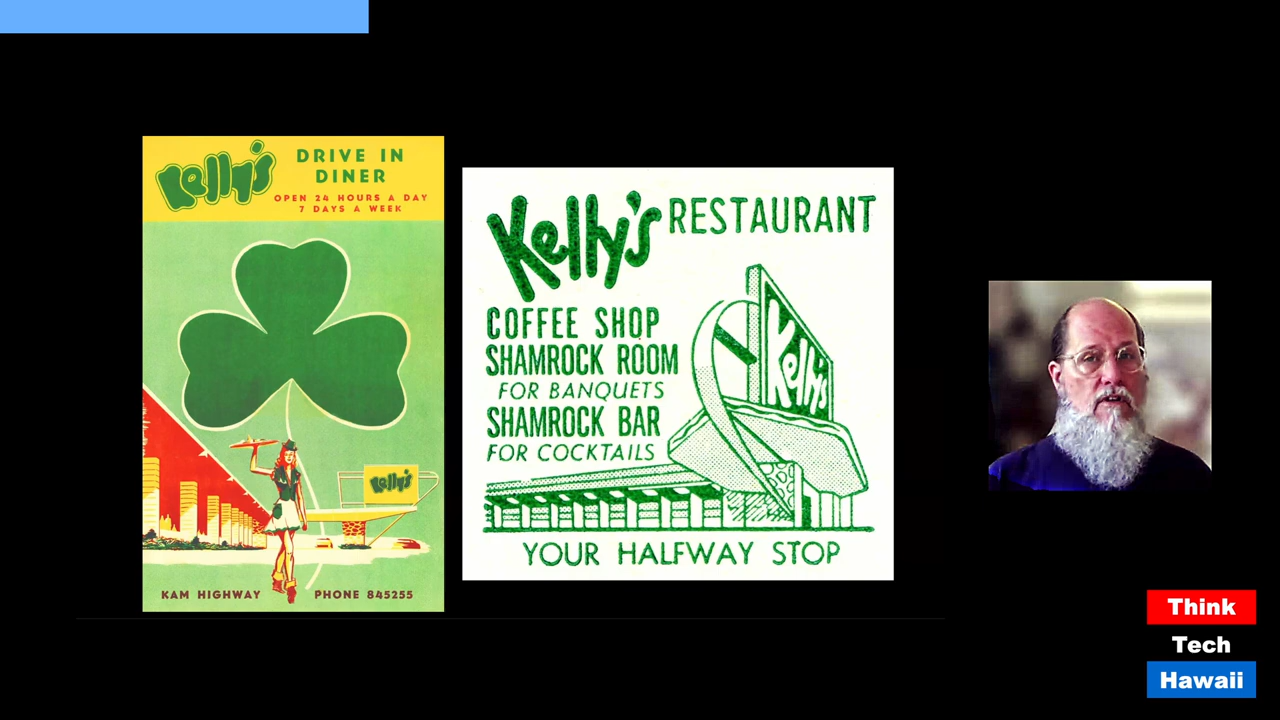 Kelly's
DRIVE IN
DINER
OPEN 24 HOURS A DAY
7 DAYS A WEEK
Kelly's
KAM HIGHWAY
PHONE 845255
Kelly's RESTAURANT
COFFEE SHOP
SHAMROCK ROOM
FOR BANQUETS
SHAMROCK BAR
FOR COCKTAILS
Kelly's
YOUR HALFWAY STOP
Think
Tech
Hawaii